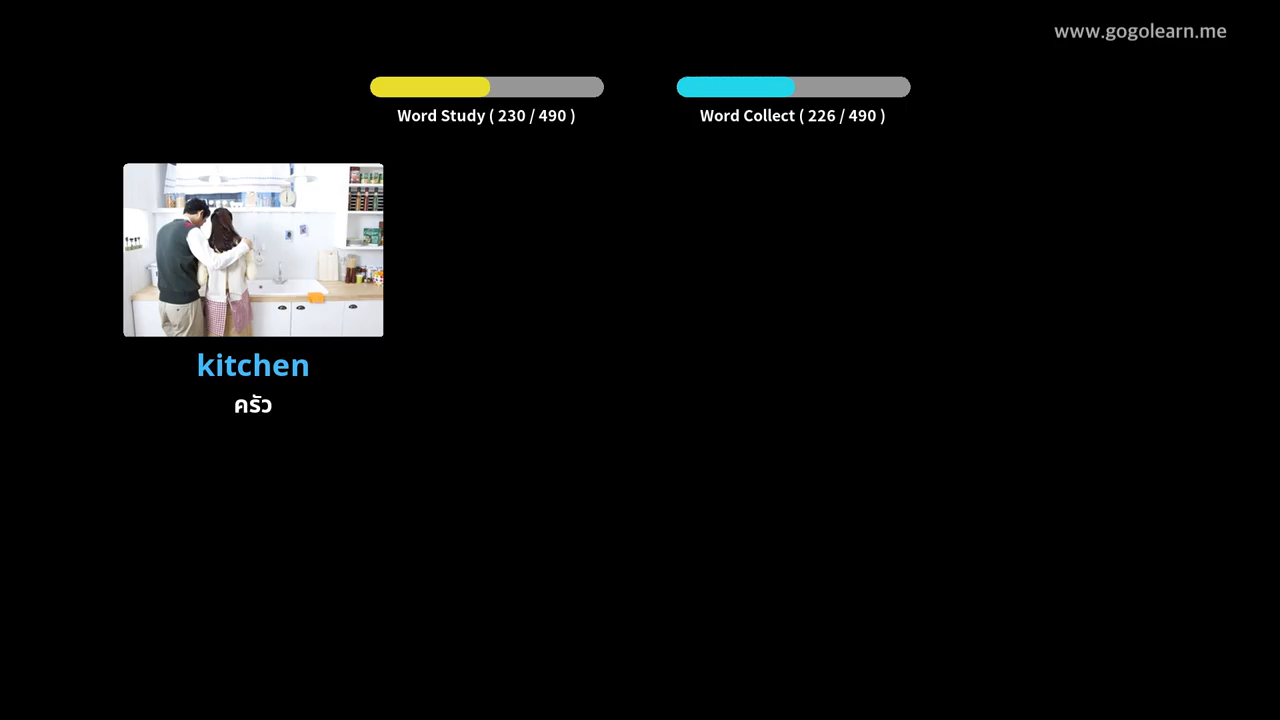 www.gogolearn.me
Word Study ( 230 / 490 )
Word Collect ( 226 / 490 )
kitchen
ครัว